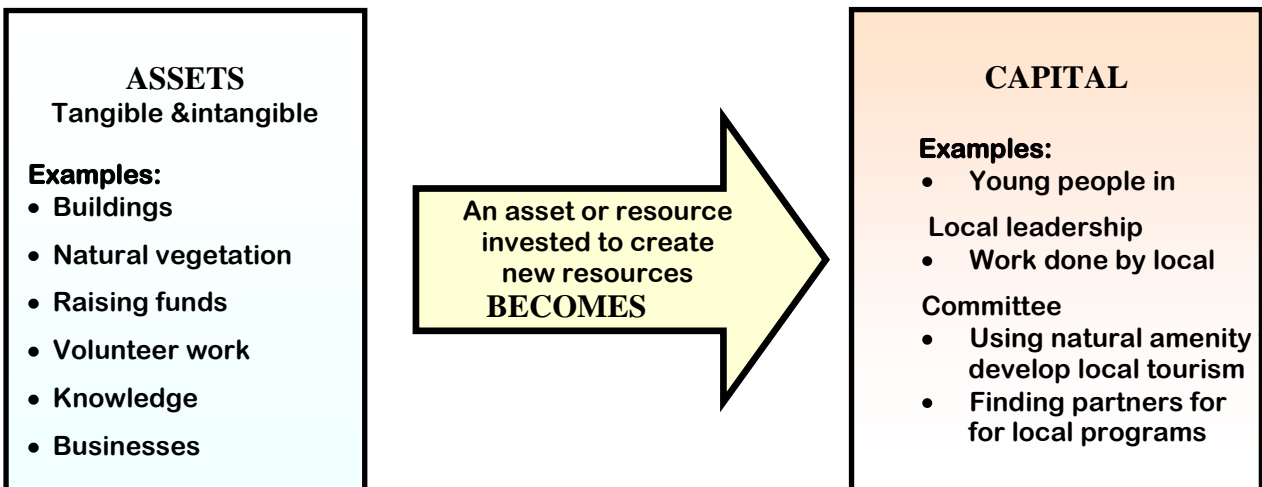 ASSETS
Tangible &intangible
Examples:
• Buildings
• Natural vegetation
• Raising funds
• Volunteer work
• Knowledge
• Businesses
An asset or resource
invested to create
new resources
BECOMES
CAPITAL
Examples:
• Young people in
Local leadership
• Work done by local
Committee
• Using natural amenity
develop local tourism
• Finding partners for
for local programs